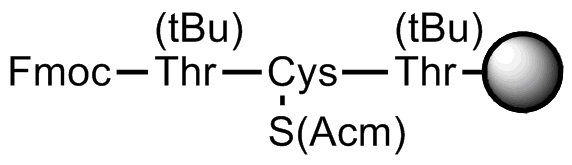 (tBu) (tBu)
Fmoc Thr Cys Thr
S(Acm)